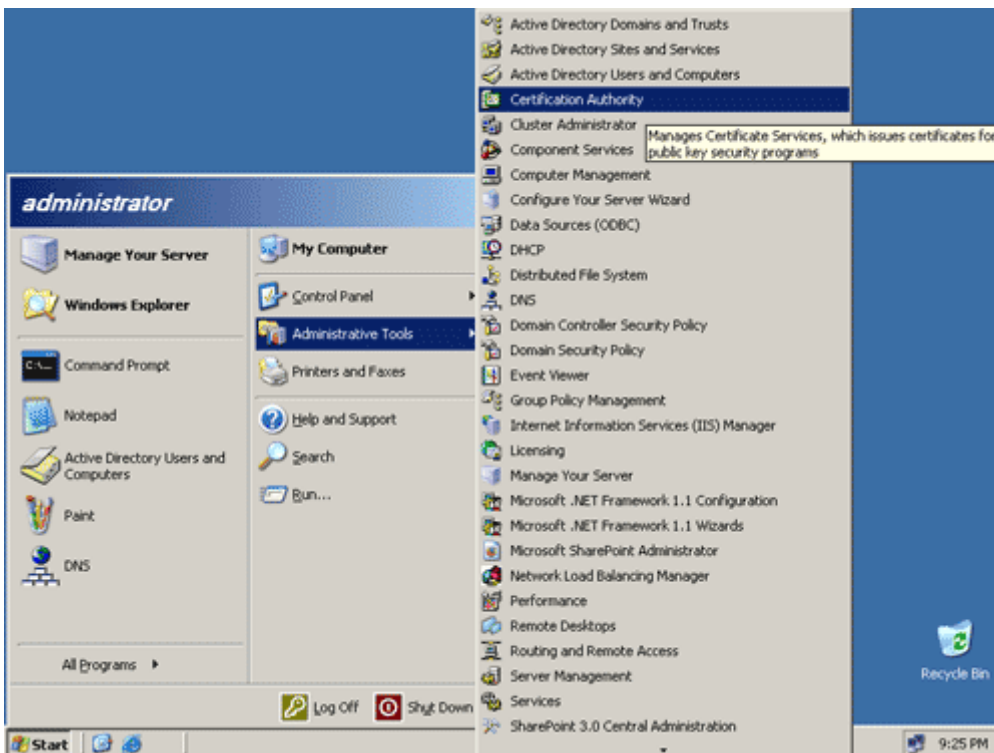 administrator
Manage Your Server
Windows Explorer
Command Prompt
Notepad
Active Directory Users and
Computers
Paint
DNS
All Programs
My Computer
Control Panel
Administrative Tools
Printers and Faxes
Help and Support
Search
Run...
Log Off
Shut Down
Active Directory Domains and Trusts
Active Directory Sites and Services
Active Directory Users and Computers
Certification Authority
Cluster Administrator
Manages Certificate Services, which issues certificates for
public key security programs
Component Services
Computer Management
Configure Your Server Wizard
Data Sources (ODBC)
DHCP
Distributed File System
DNS
Domain Controller Security Policy
Domain Security Policy
Event Viewer
Group Policy Management
Internet Information Services (IIS) Manager
Licensing
Manage Your Server
Microsoft .NET Framework 1.1 Configuration
Microsoft .NET Framework 1.1 Wizards
Microsoft SharePoint Administrator
Network Load Balancing Manager
Performance
Remote Desktops
Routing and Remote Access
Server Management
Services
SharePoint 3.0 Central Administration
Recycle Bin
Start
9:25 PM